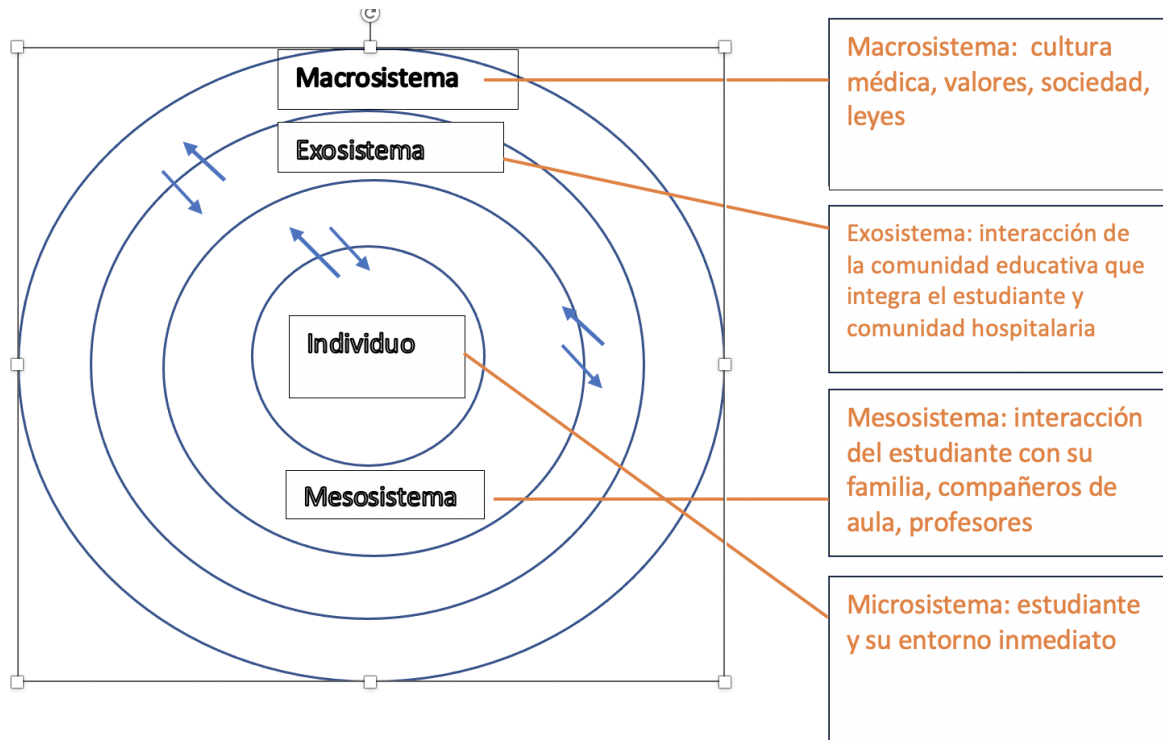 Macrosistema
Exosistema
Individuo
Mesosistema
Macrosistema: cultura
médica, valores, sociedad,
leyes
Exosistema: interacción de
la comunidad educativa que
integra el estudiante y
comunidad hospitalaria
Mesosistema: interacción
del estudiante con su
familia, compañeros de
aula, profesores
Microsistema: estudiante
y su entorno inmediato